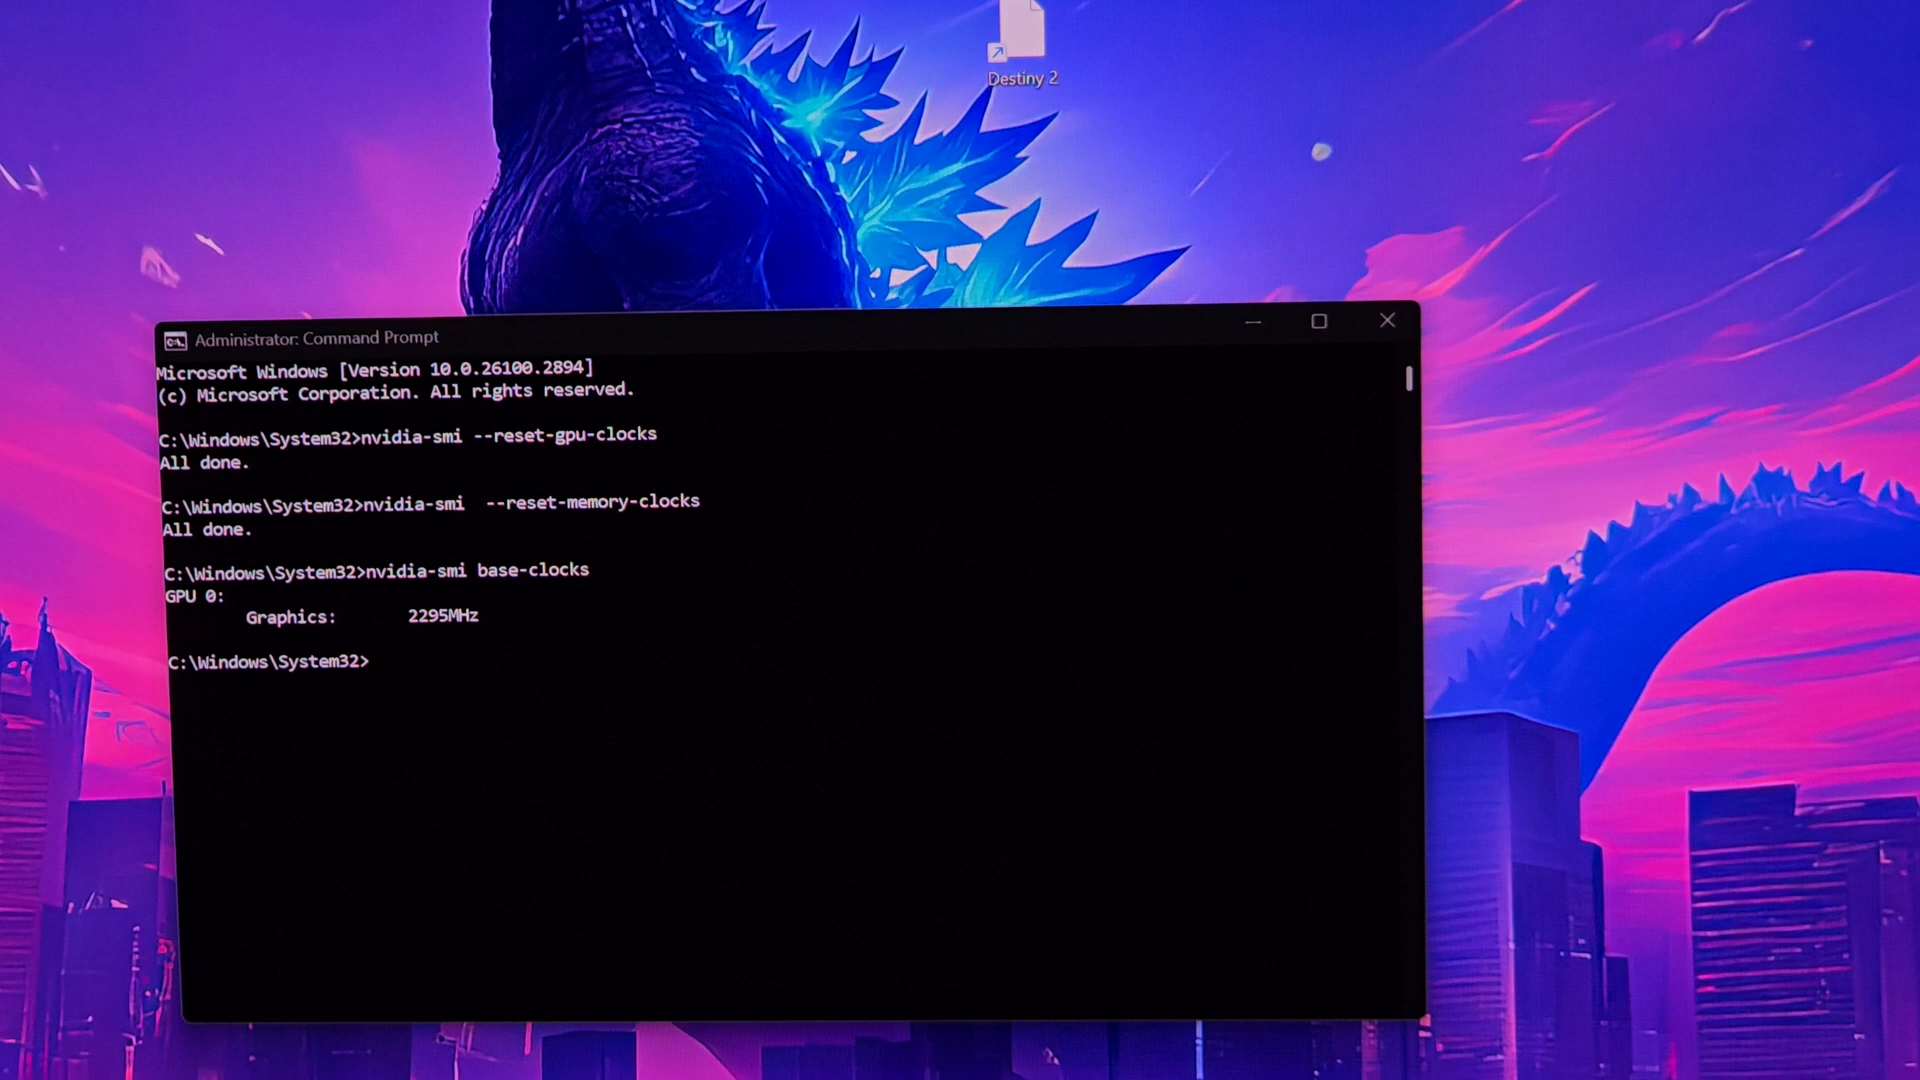 Destiny 2
Administrator: Command Prompt
Microsoft Windows [Version 10.0.26100.2894]
(c) Microsoft Corporation. All rights reserved.
C:\Windows\System32>nvidia-smi --reset-gpu-clocks
All done.
C:\Windows\System32>nvidia-smi  --reset-memory-clocks
All done.
C:\Windows\System32>nvidia-smi base-clocks
GPU 0:
Graphics: 2295MHz
C:\Windows\System32>